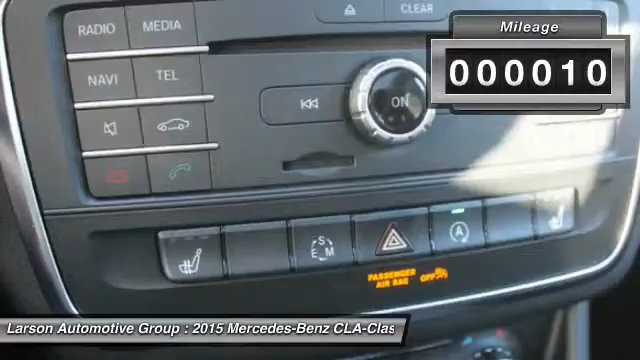 CLEAR
Mileage
RADIO
MEDIA
000010
NAVI
TEL
ON
S
E M
A
PASSENGER
AIR BAG
OFF
Larson Automotive Group : 2015 Mercedes-Benz CLA-Clas